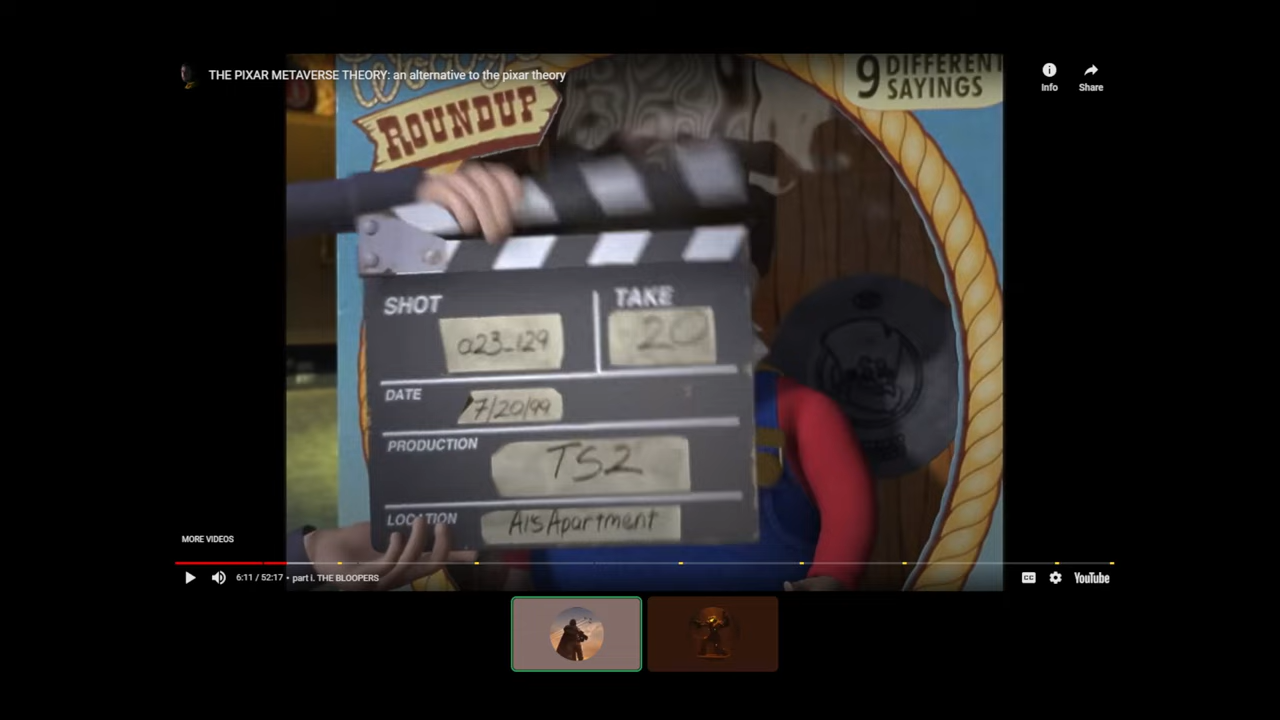 THE PIXAR METAVERSE THEORY: an alternative to the pixar theory
Info
Share
Woody's
ROUNDUP
9 DIFFERENT
SAYINGS
SHOT
a23_129
TAKE
20
DATE
7/20/99
PRODUCTION
TS2
LOCATION
Al's Apartment
MORE VIDEOS
6:11 / 52:17 • part i. THE BLOOPERS
CC
YouTube